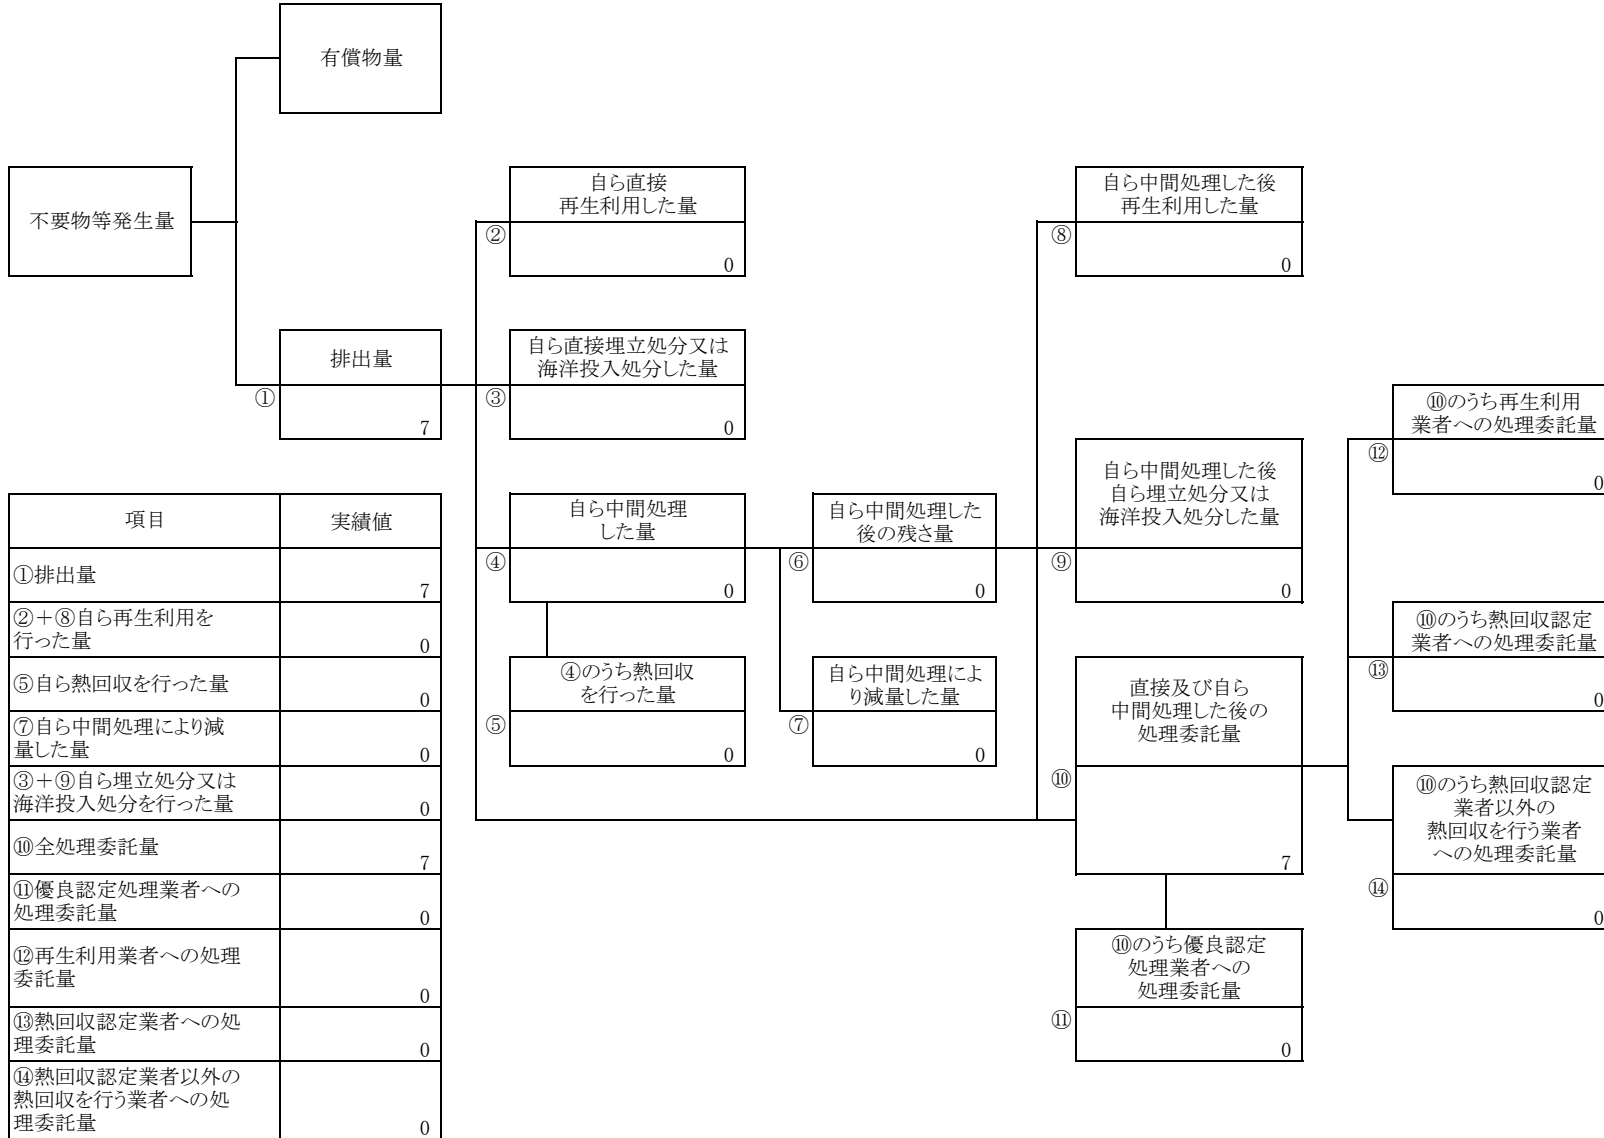 有償物量
不要物等発生量
排出量
①
7
自ら直接
再生利用した量
②
0
自ら直接埋立処分又は
海洋投入処分した量
③
0
自ら中間処理
した量
④
0
④のうち熱回収
を行った量
⑤
0
自ら中間処理した
後の残さ量
⑥
0
自ら中間処理によ
り減量した量
⑦
0
自ら中間処理した後
再生利用した量
⑧
0
自ら中間処理した後
自ら埋立処分又は
海洋投入処分した量
⑨
0
直接及び自ら
中間処理した後の
処理委託量
⑩
7
⑩のうち優良認定
処理業者への
処理委託量
⑪
0
⑩のうち再生利用
業者への処理委託量
⑫
0
⑩のうち熱回収認定
業者への処理委託量
⑬
0
⑩のうち熱回収認定
業者以外の
熱回収を行う業者
への処理委託量
⑭
0
項目 実績値
①排出量
7
②+⑧自ら再生利用を
行った量 0
⑤自ら熱回収を行った量
0
⑦自ら中間処理により減
量した量 0
③+⑨自ら埋立処分又は
海洋投入処分を行った量 0
⑩全処理委託量
7
⑪優良認定処理業者への
処理委託量 0
⑫再生利用業者への処理
委託量
0
⑬熱回収認定業者への処
理委託量 0
⑭熱回収認定業者以外の
熱回収を行う業者への処
理委託量 0